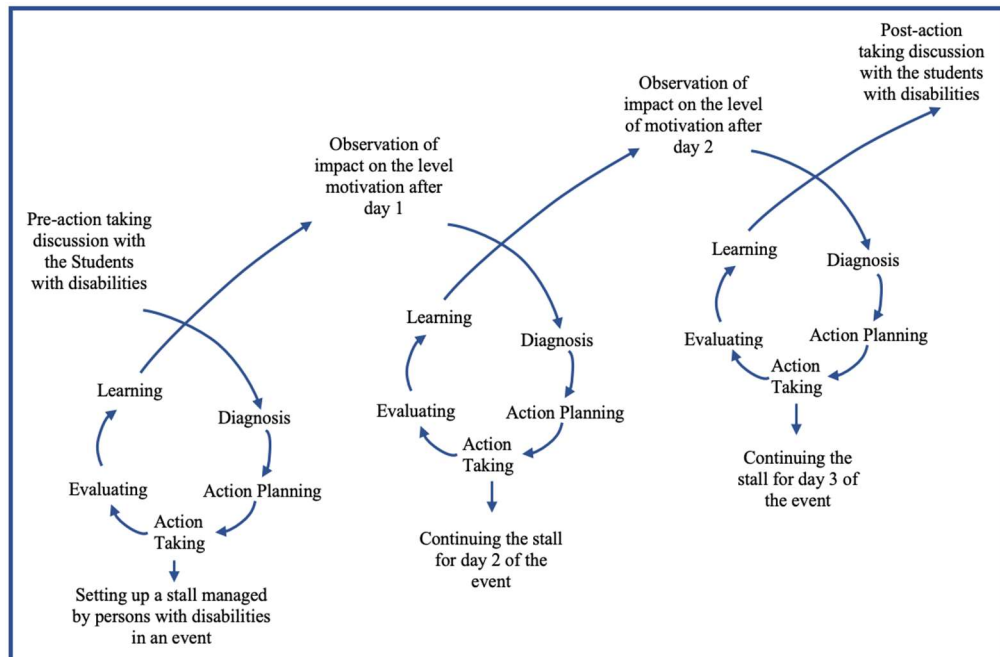 Pre-action taking
discussion with
the Students
with disabilities
Learning
Diagnosis
Evaluating
Action Planning
Action
Taking
Setting up a stall managed
by persons with disabilities
in an event
Observation of
impact on the level
motivation after
day 1
Learning
Diagnosis
Evaluating
Action Planning
Action
Taking
Continuing the stall
for day 2 of the
event
Observation of
impact on the level
of motivation after
day 2
Learning
Diagnosis
Evaluating
Action Planning
Action
Taking
Continuing the
stall for day 3 of
the event
Post-action
taking discussion
with the students
with disabilities